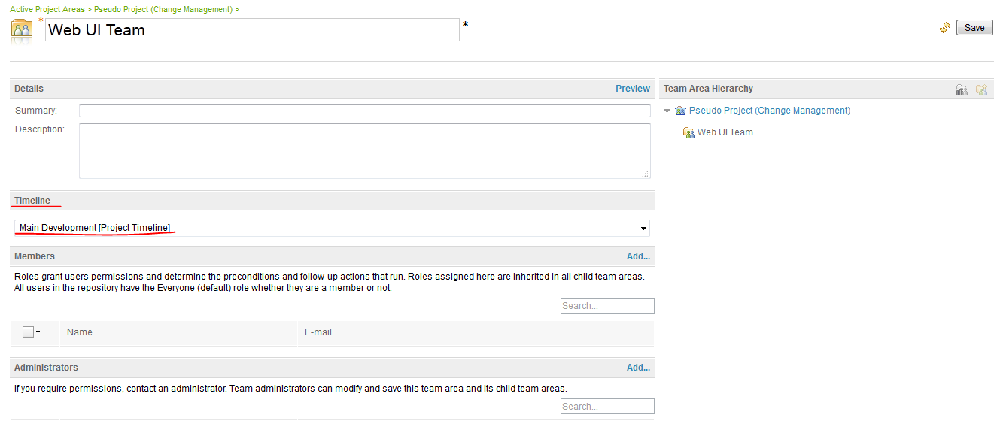 Active Project Areas > Pseudo Project (Change Management) >
* Web UI Team *
Save
Details Preview
Summary:
Description:
Timeline
Main Development [Project Timeline]
Members Add...
Roles grant users permissions and determine the preconditions and follow-up actions that run. Roles assigned here are inherited in all child team areas.
All users in the repository have the Everyone (default) role whether they are a member or not.
Search...
Name E-mail
Administrators Add...
If you require permissions, contact an administrator. Team administrators can modify and save this team area and its child team areas.
Search...
Team Area Hierarchy
Pseudo Project (Change Management)
Web UI Team